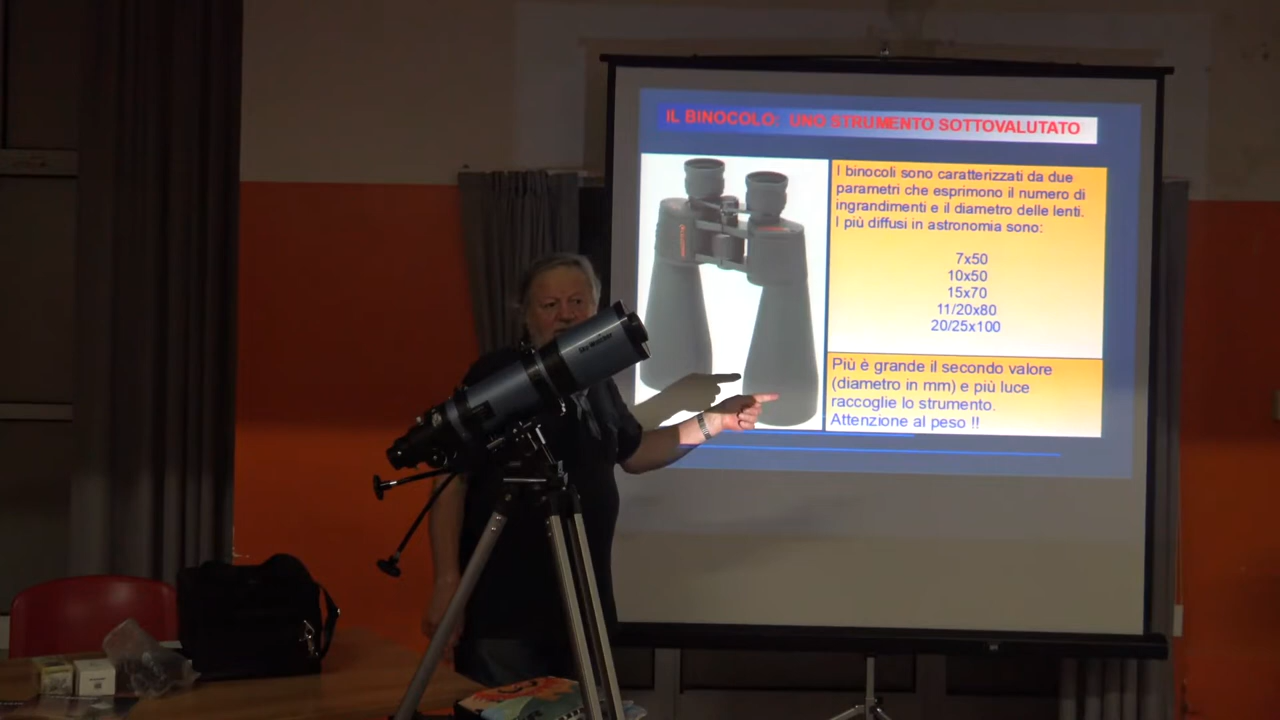 IL BINOCOLO: UNO STRUMENTO SOTTOVALUTATO
I binocoli sono caratterizzati da due
parametri che esprimono il numero di
ingrandimenti e il diametro delle lenti.
I più diffusi in astronomia sono:
7x50
10x50
15x70
11/20x80
20/25x100
Più è grande il secondo valore
(diametro in mm) e più luce
raccoglie lo strumento.
Attenzione al peso !!
Sky-Watcher